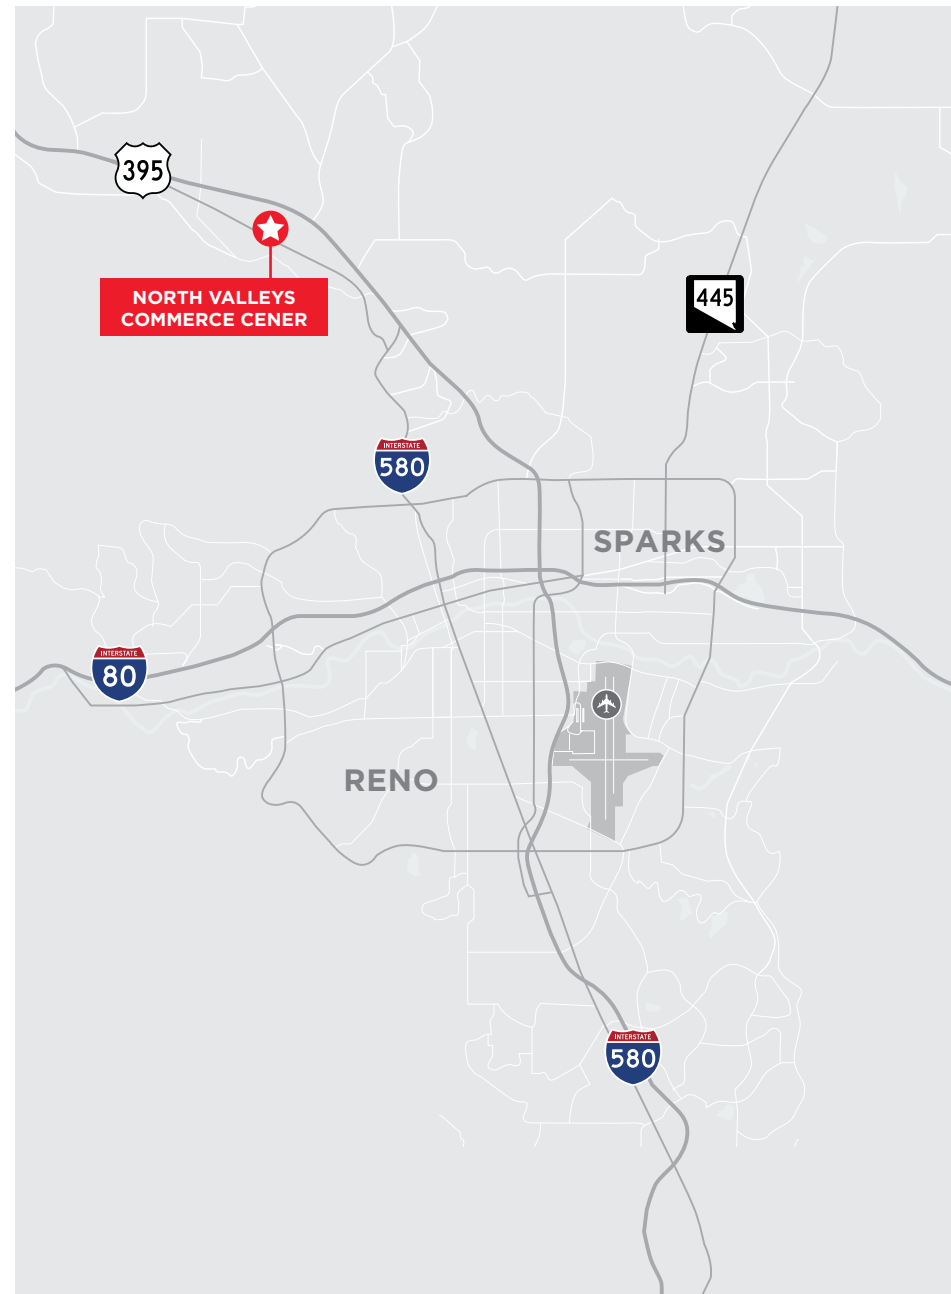 395
NORTH VALLEYS
COMMERCE CENER
445
INTERSTATE
580
SPARKS
INTERSTATE
80
RENO
INTERSTATE
580